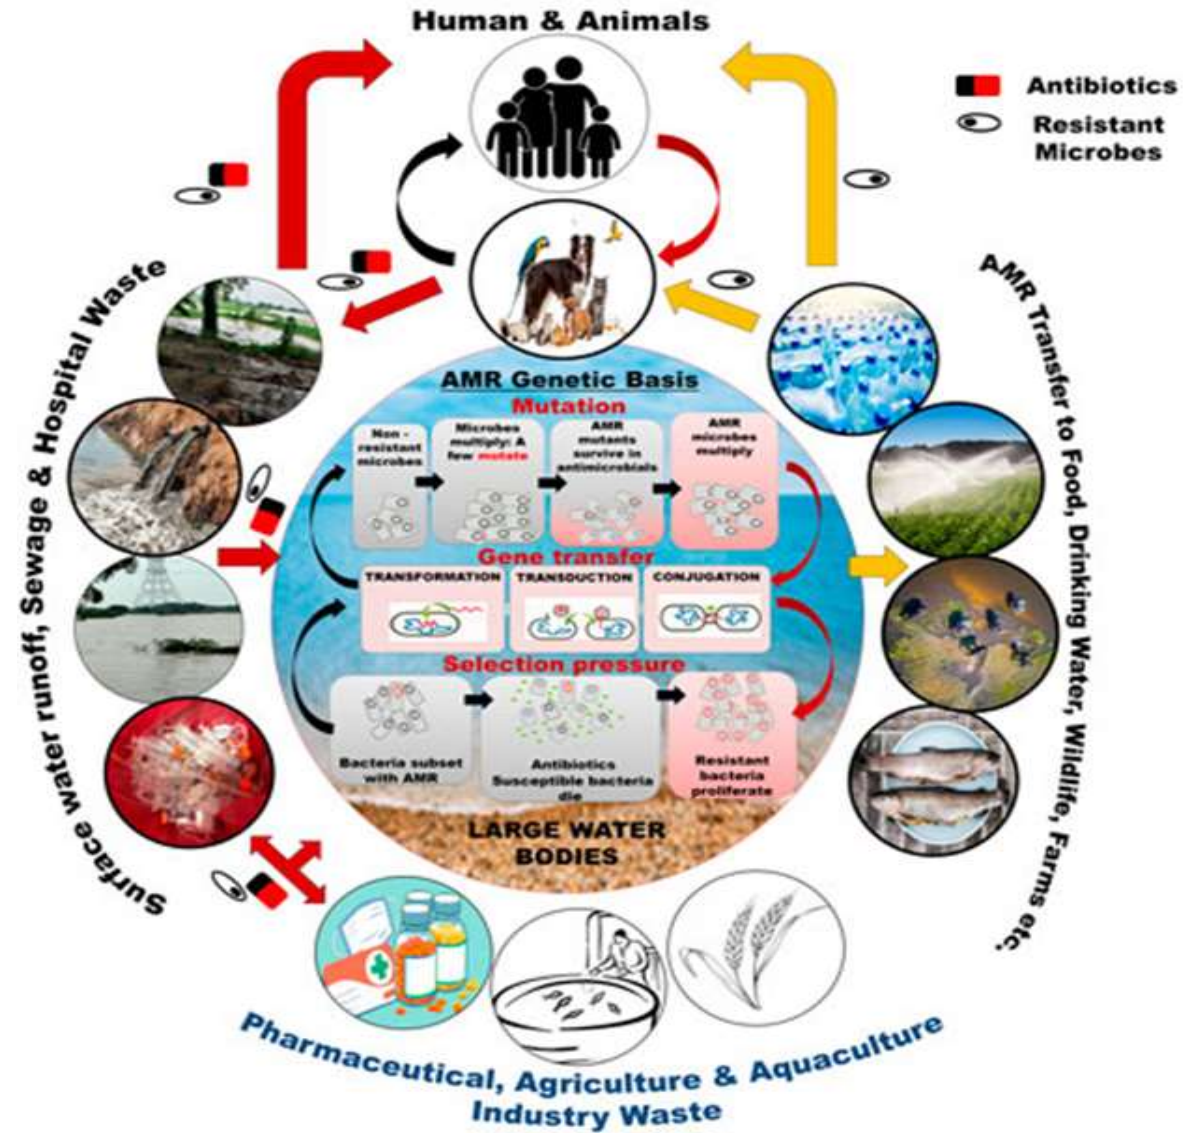 Human & Animals
Antibiotics
Resistant
Microbes
Surface water runoff, Sewage & Hospital Waste
AMR Transfer to Food, Drinking Water, Wildlife, Farms etc.
AMR Genetic Basis
Mutation
Non -
resistant
microbes
Microbes
multiply: A
few mutate
AMR
mutants
survive in
antimicrobials
AMR
microbes
multiply
Gene transfer
TRANSFORMATION
TRANSDUCTION
CONJUGATION
Selection pressure
Bacteria subset
with AMR
Antibiotics
Susceptible bacteria
die
Resistant
bacteria
proliferate
LARGE WATER
BODIES
Pharmaceutical, Agriculture & Aquaculture
Industry Waste